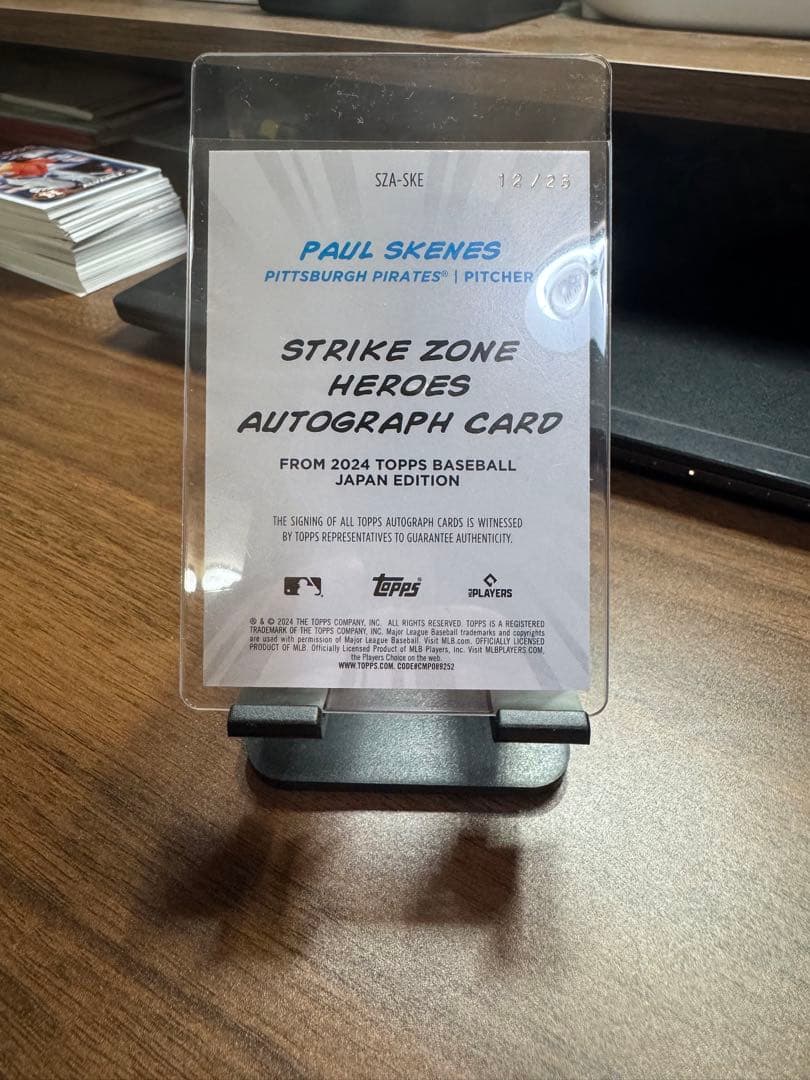 SZA-SKE 12/25
PAUL SKENES
PITTSBURGH PIRATES® | PITCHER
STRIKE ZONE
HEROES
AUTOGRAPH CARD
FROM 2024 TOPPS BASEBALL
JAPAN EDITION
THE SIGNING OF ALL TOPPS AUTOGRAPH CARDS IS WITNESSED
BY TOPPS REPRESENTATIVES TO GUARANTEE AUTHENTICITY.
topps® PLAYERS
® & © 2024 THE TOPPS COMPANY, INC. ALL RIGHTS RESERVED. TOPPS IS A REGISTERED
TRADEMARK OF THE TOPPS COMPANY, INC. Major League Baseball trademarks and copyrights
are used with permission of Major League Baseball. Visit MLB.com. OFFICIALLY LICENSED
PRODUCT OF MLB. Officially Licensed Product of MLB Players, Inc. Visit MLBPLAYERS.COM,
the Players Choice on the web.
WWW.TOPPS.COM. CODE#CMP089252